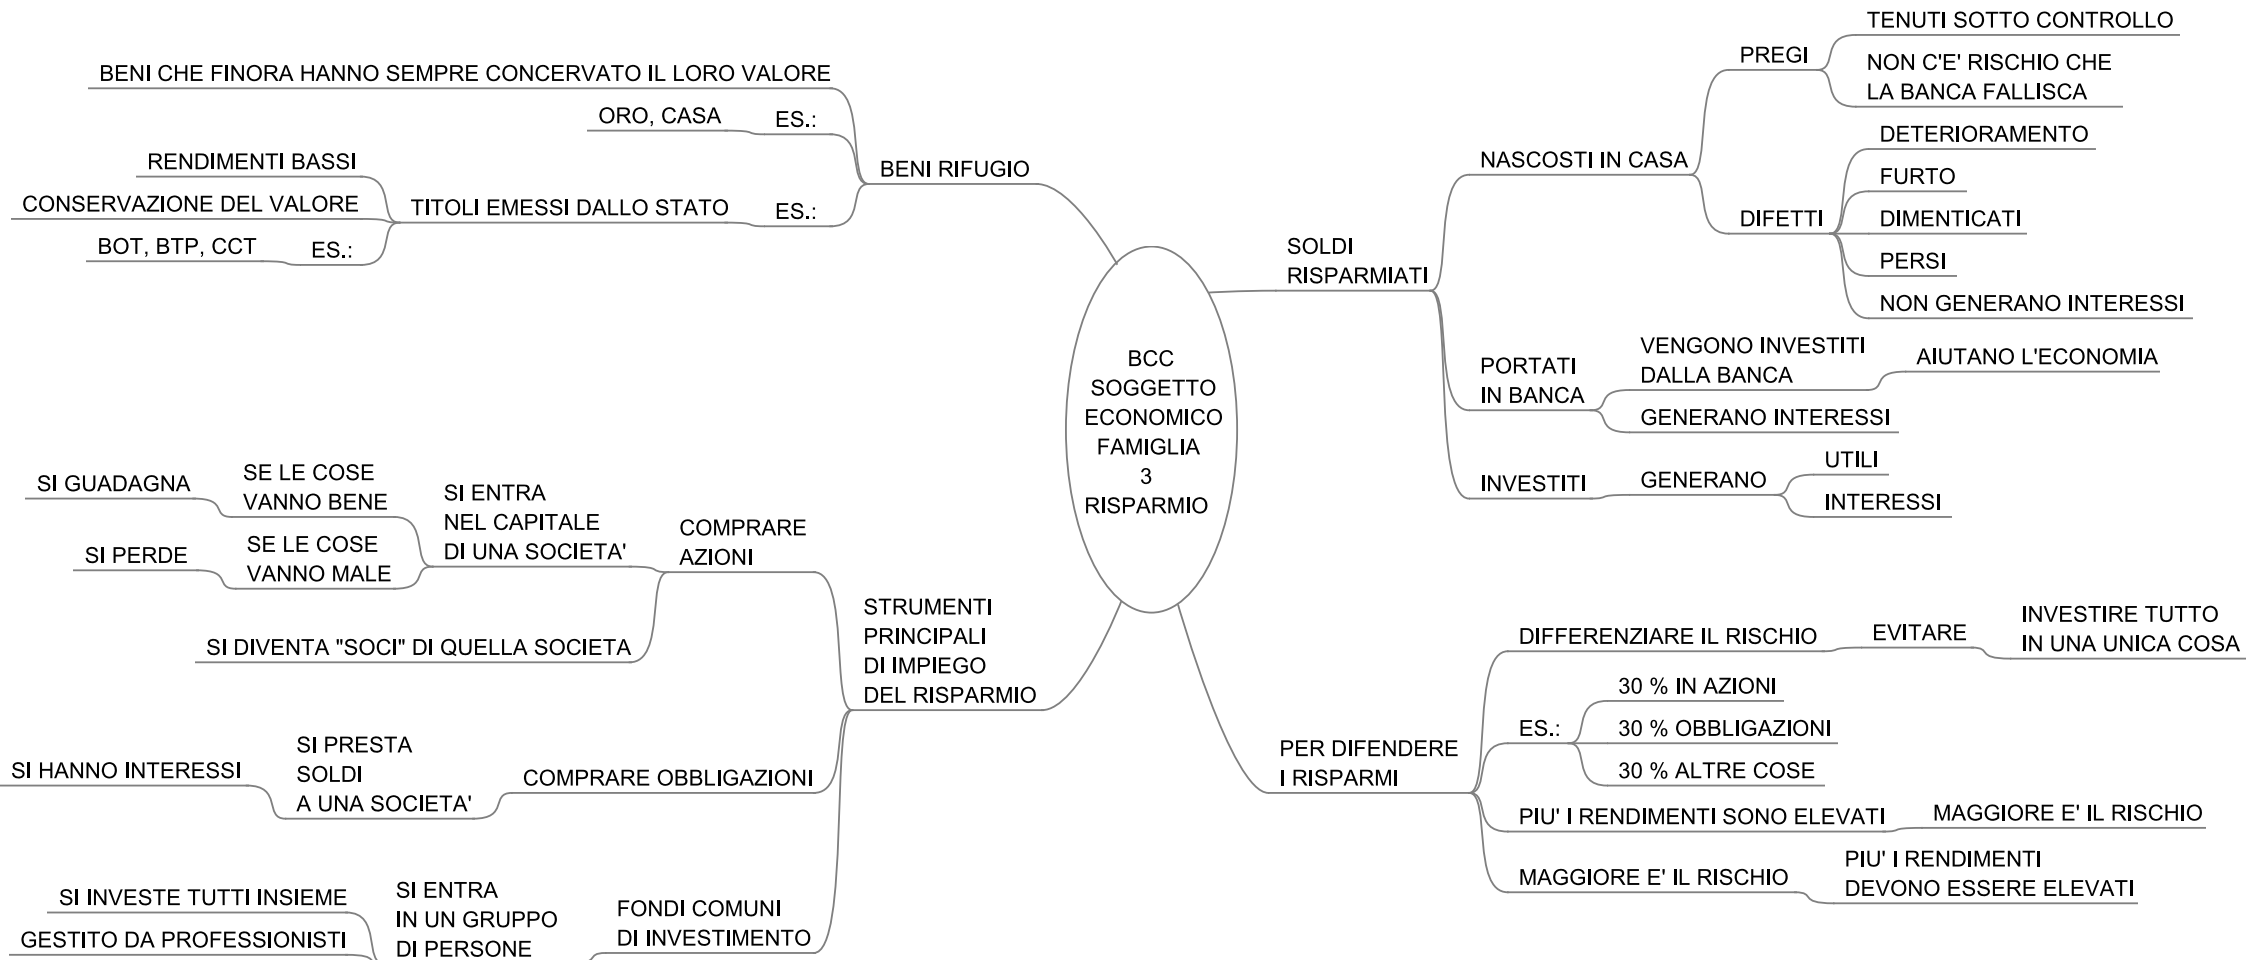 BCC
SOGGETTO
ECONOMICO
FAMIGLIA
3
RISPARMIO
SOLDI
RISPARMIATI
NASCOSTI IN CASA
PREGI
TENUTI SOTTO CONTROLLO
NON C'E' RISCHIO CHE
LA BANCA FALLISCA
DIFETTI
DETERIORAMENTO
FURTO
DIMENTICATI
PERSI
NON GENERANO INTERESSI
PORTATI
IN BANCA
VENGONO INVESTITI
DALLA BANCA
AIUTANO L'ECONOMIA
GENERANO INTERESSI
INVESTITI
GENERANO
UTILI
INTERESSI
PER DIFENDERE
I RISPARMI
DIFFERENZIARE IL RISCHIO
EVITARE
INVESTIRE TUTTO
IN UNA UNICA COSA
ES.:
30 % IN AZIONI
30 % OBBLIGAZIONI
30 % ALTRE COSE
PIU' I RENDIMENTI SONO ELEVATI
MAGGIORE E' IL RISCHIO
MAGGIORE E' IL RISCHIO
PIU' I RENDIMENTI
DEVONO ESSERE ELEVATI
BENI RIFUGIO
BENI CHE FINORA HANNO SEMPRE CONCERVATO IL LORO VALORE
ES.:
ORO, CASA
ES.:
TITOLI EMESSI DALLO STATO
RENDIMENTI BASSI
CONSERVAZIONE DEL VALORE
ES.:
BOT, BTP, CCT
STRUMENTI
PRINCIPALI
DI IMPIEGO
DEL RISPARMIO
COMPRARE
AZIONI
SI ENTRA
NEL CAPITALE
DI UNA SOCIETA'
SE LE COSE
VANNO BENE
SI GUADAGNA
SE LE COSE
VANNO MALE
SI PERDE
SI DIVENTA "SOCI" DI QUELLA SOCIETA
COMPRARE OBBLIGAZIONI
SI PRESTA
SOLDI
A UNA SOCIETA'
SI HANNO INTERESSI
FONDI COMUNI
DI INVESTIMENTO
SI ENTRA
IN UN GRUPPO
DI PERSONE
SI INVESTE TUTTI INSIEME
GESTITO DA PROFESSIONISTI